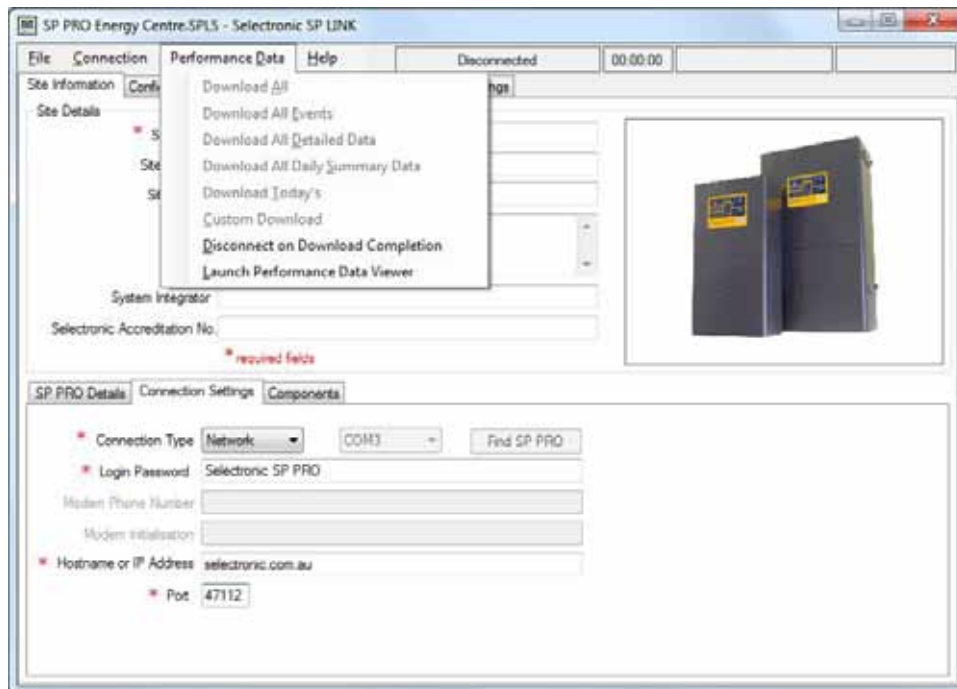 SP PRO Energy Centre.SPLS - Selectronic SP LINK
File Connection Performance Data Help Disconnected 00:00:00
Site Information
Site Details
Download All
Download All Events
Download All Detailed Data
Download All Daily Summary Data
Download Today's
Custom Download
Disconnect on Download Completion
Launch Performance Data Viewer
System Integrator
Selectronic Accreditation No.
* required fields
SP PRO Details Connection Settings Components
* Connection Type Network COM3 Find SP PRO
* Login Password Selectronic SP PRO
Modem Phone Number
Modem Initialisation
* Hostname or IP Address selectronic.com.au
* Port 47112